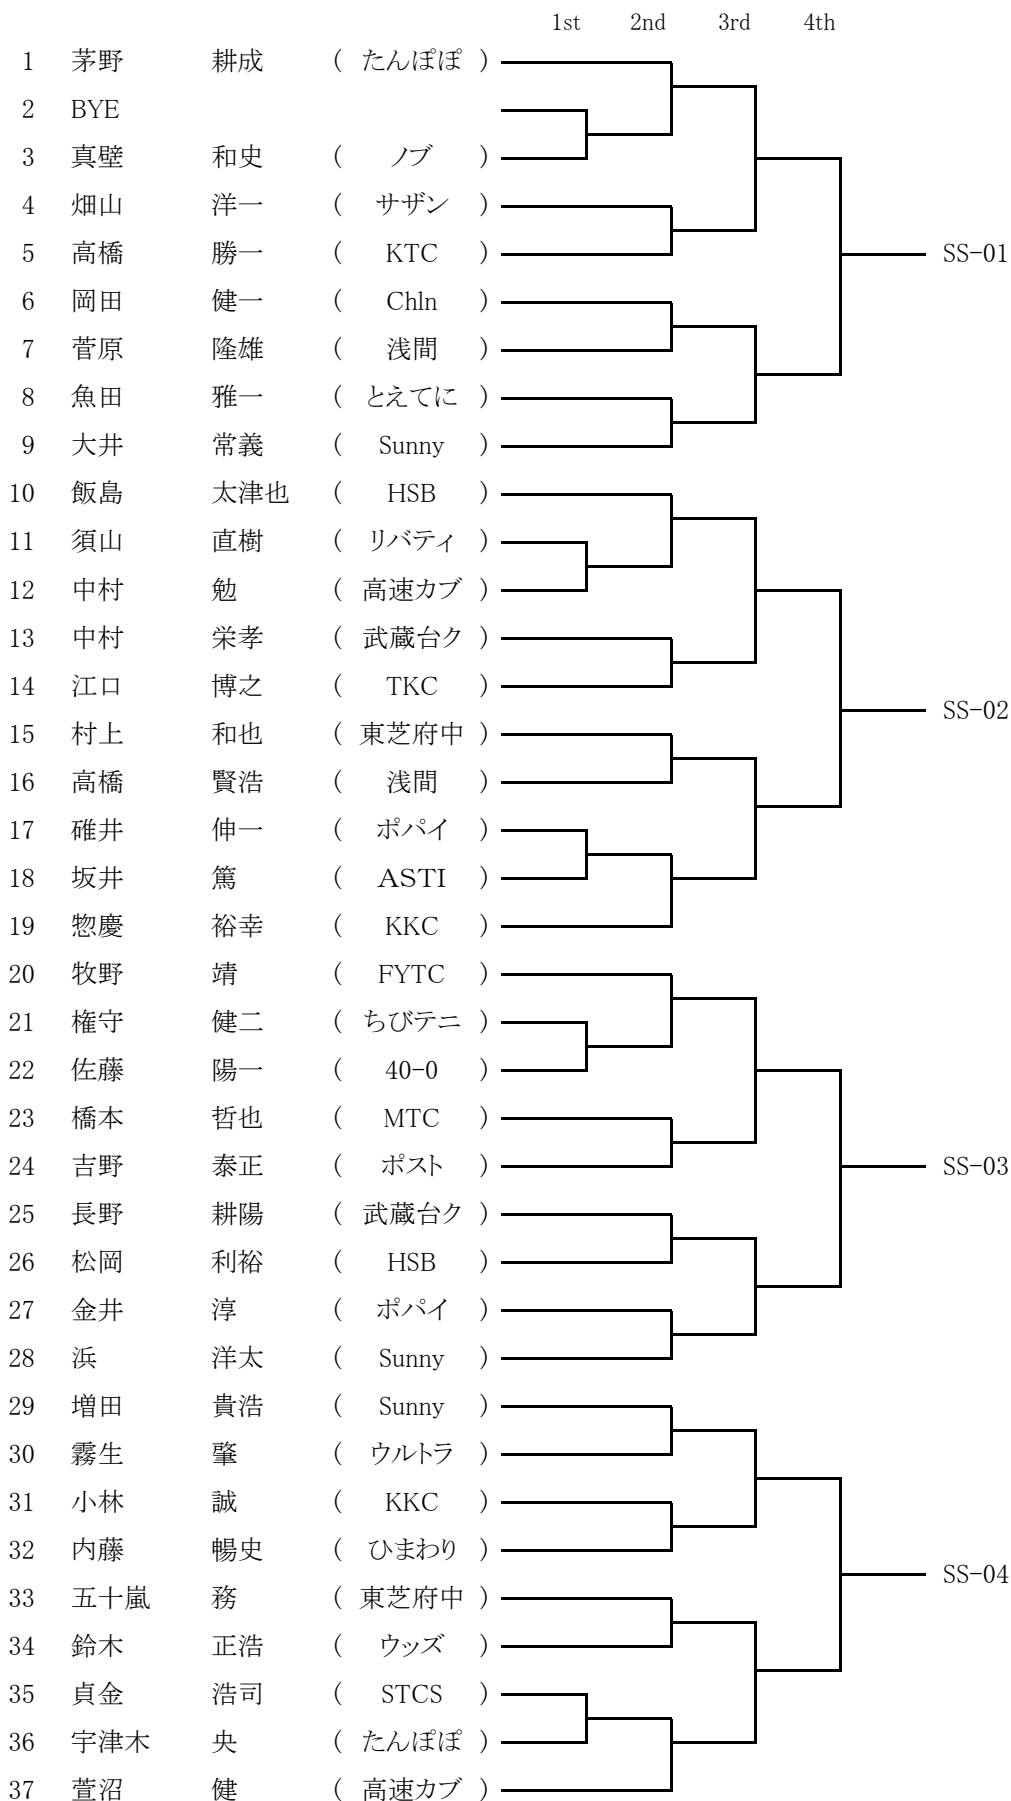 1st 2nd 3rd 4th
1 茅野 耕成 ( たんぽぽ )
2 BYE
3 真壁 和史 ( ノブ )
4 畑山 洋一 ( サザン )
5 高橋 勝一 ( KTC ) SS-01
6 岡田 健一 ( Chln )
7 菅原 隆雄 ( 浅間 )
8 魚田 雅一 ( とえてに )
9 大井 常義 ( Sunny )
10 飯島 太津也 ( HSB )
11 須山 直樹 ( リバティ )
12 中村 勉 ( 高速カブ )
13 中村 栄孝 ( 武蔵台ク )
14 江口 博之 ( TKC )
SS-02
15 村上 和也 ( 東芝府中 )
16 高橋 賢浩 ( 浅間 )
17 碓井 伸一 ( ポパイ )
18 坂井 篤 ( ASTI )
19 惣慶 裕幸 ( KKC )
20 牧野 靖 ( FYTC )
21 権守 健二 ( ちびテニ )
22 佐藤 陽一 ( 40-0 )
23 橋本 哲也 ( MTC )
24 吉野 泰正 ( ポスト ) SS-03
25 長野 耕陽 ( 武蔵台ク )
26 松岡 利裕 ( HSB )
27 金井 淳 ( ポパイ )
28 浜 洋太 ( Sunny )
29 増田 貴浩 ( Sunny )
30 霧生 肇 ( ウルトラ )
31 小林 誠 ( KKC )
32 内藤 暢史 ( ひまわり )
SS-04
33 五十嵐 務 ( 東芝府中 )
34 鈴木 正浩 ( ウッズ )
35 貞金 浩司 ( STCS )
36 宇津木 央 ( たんぽぽ )
37 萱沼 健 ( 高速カブ )